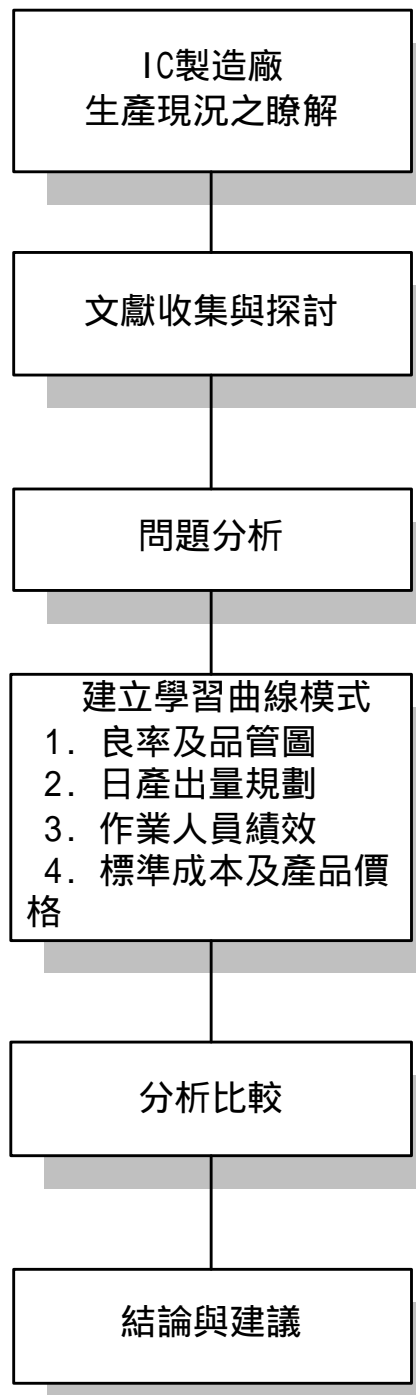 IC製造廠
生產現況之瞭解
文獻收集與探討
問題分析
建立學習曲線模式
1. 良率及品管圖
2. 日產出量規劃
3. 作業人員績效
4. 標準成本及產品價
格
分析比較
結論與建議